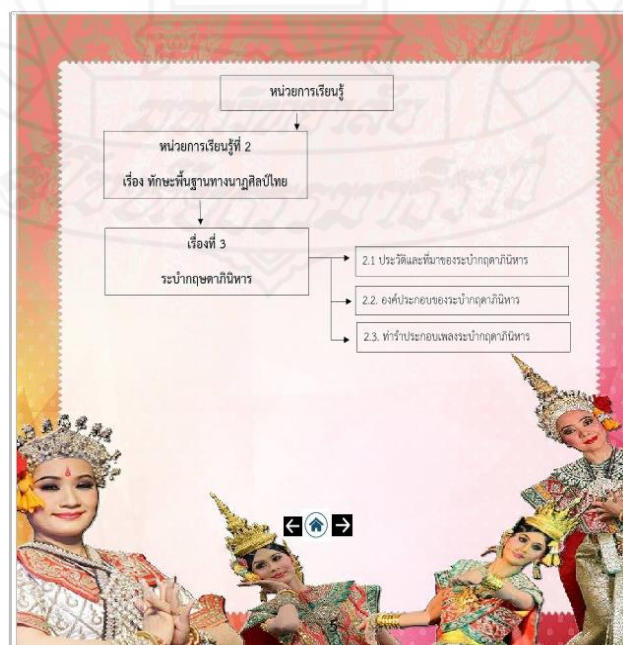 หน่วยการเรียนรู้
หน่วยการเรียนรู้ที่ 2
เรื่อง ทักษะพื้นฐานทางนาฏศิลป์ไทย
เรื่องที่ 3
ระบำกฤษดาภินิหาร
2.1 ประวัติและที่มาของระบำกฤดาภินิหาร
2.2. องค์ประกอบของระบำกฤดาภินิหาร
2.3. ท่ารำประกอบเพลงระบำกฤดาภินิหาร
5